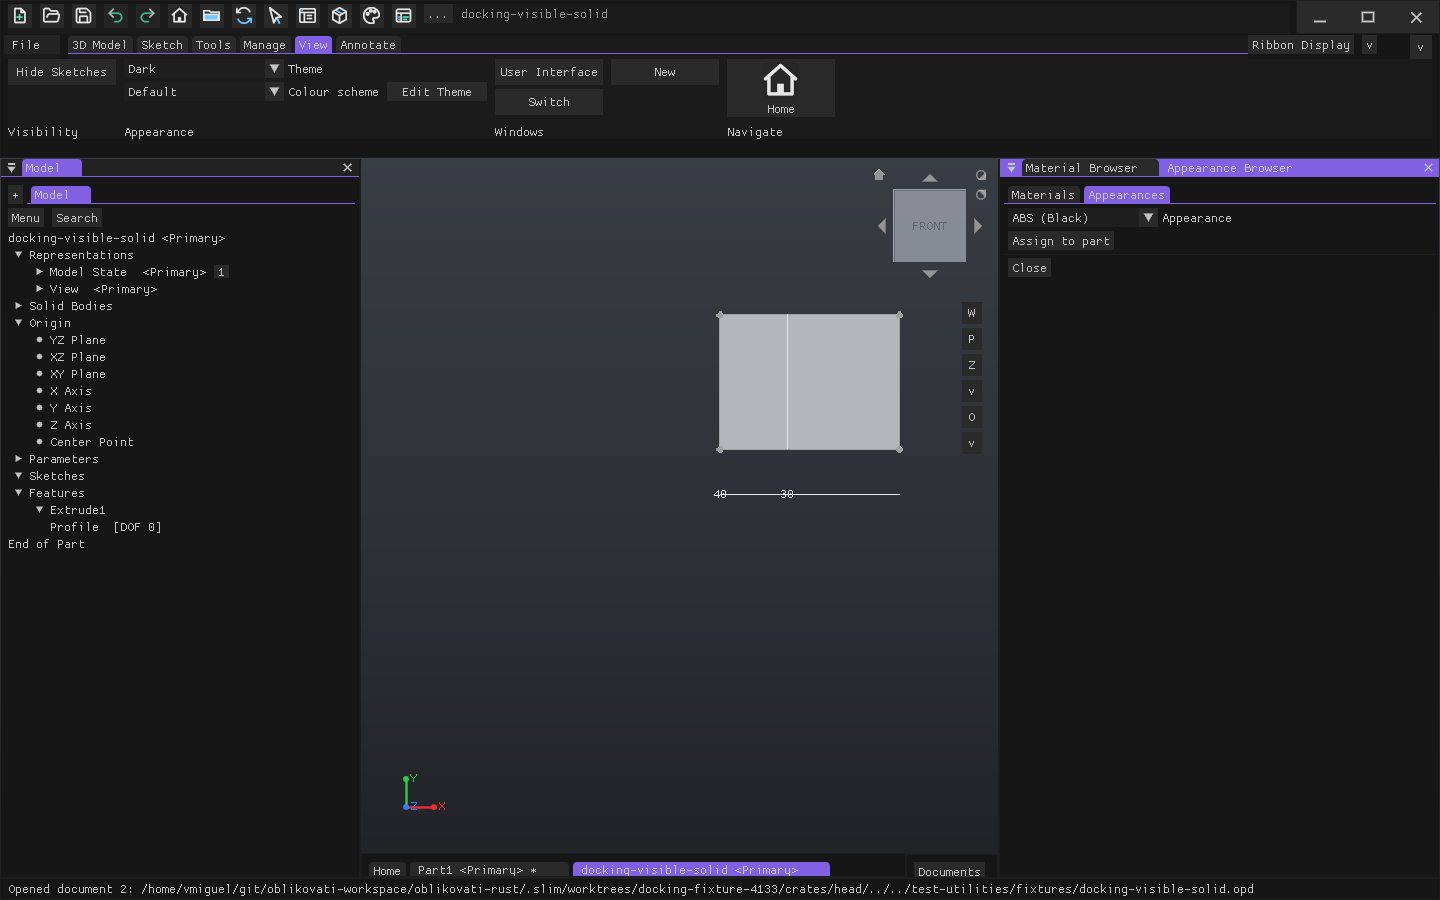 ... docking-visible-solid
File 3D Model Sketch Tools Manage View Annotate Ribbon Display v v
Hide Sketches Dark Theme User Interface New
Default Colour scheme Edit Theme Switch Home
Visibility Appearance Windows Navigate
Model Material Browser Appearance Browser
+ Model Materials Appearances
Menu Search ABS (Black) Appearance
docking-visible-solid <Primary> Assign to part
Representations Close
Model State <Primary> 1
View <Primary>
Solid Bodies
Origin
YZ Plane
XZ Plane
XY Plane
X Axis
Y Axis
Z Axis
Center Point
Parameters
Sketches
Features
Extrude1
Profile [DOF 0]
End of Part
FRONT
W
P
Z
v
O
v
40 30
Y
Z X
Home Part1 <Primary> * docking-visible-solid <Primary> Documents
Opened document 2: /home/vmiguel/git/oblikovati-workspace/oblikovati-rust/.slim/worktrees/docking-fixture-4133/crates/head/../../test-utilities/fixtures/docking-visible-solid.opd